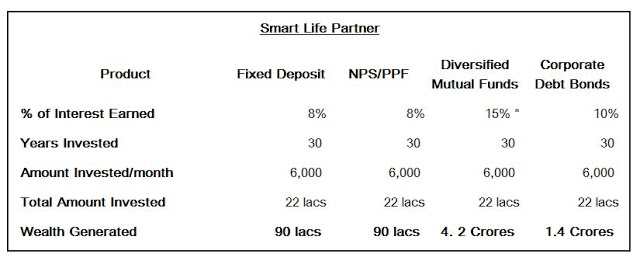 Smart Life Partner
Product Fixed Deposit NPS/PPF Diversified Mutual Funds Corporate Debt Bonds
% of Interest Earned 8% 8% 15% * 10%
Years Invested 30 30 30 30
Amount Invested/month 6,000 6,000 6,000 6,000
Total Amount Invested 22 lacs 22 lacs 22 lacs 22 lacs
Wealth Generated 90 lacs 90 lacs 4. 2 Crores 1.4 Crores